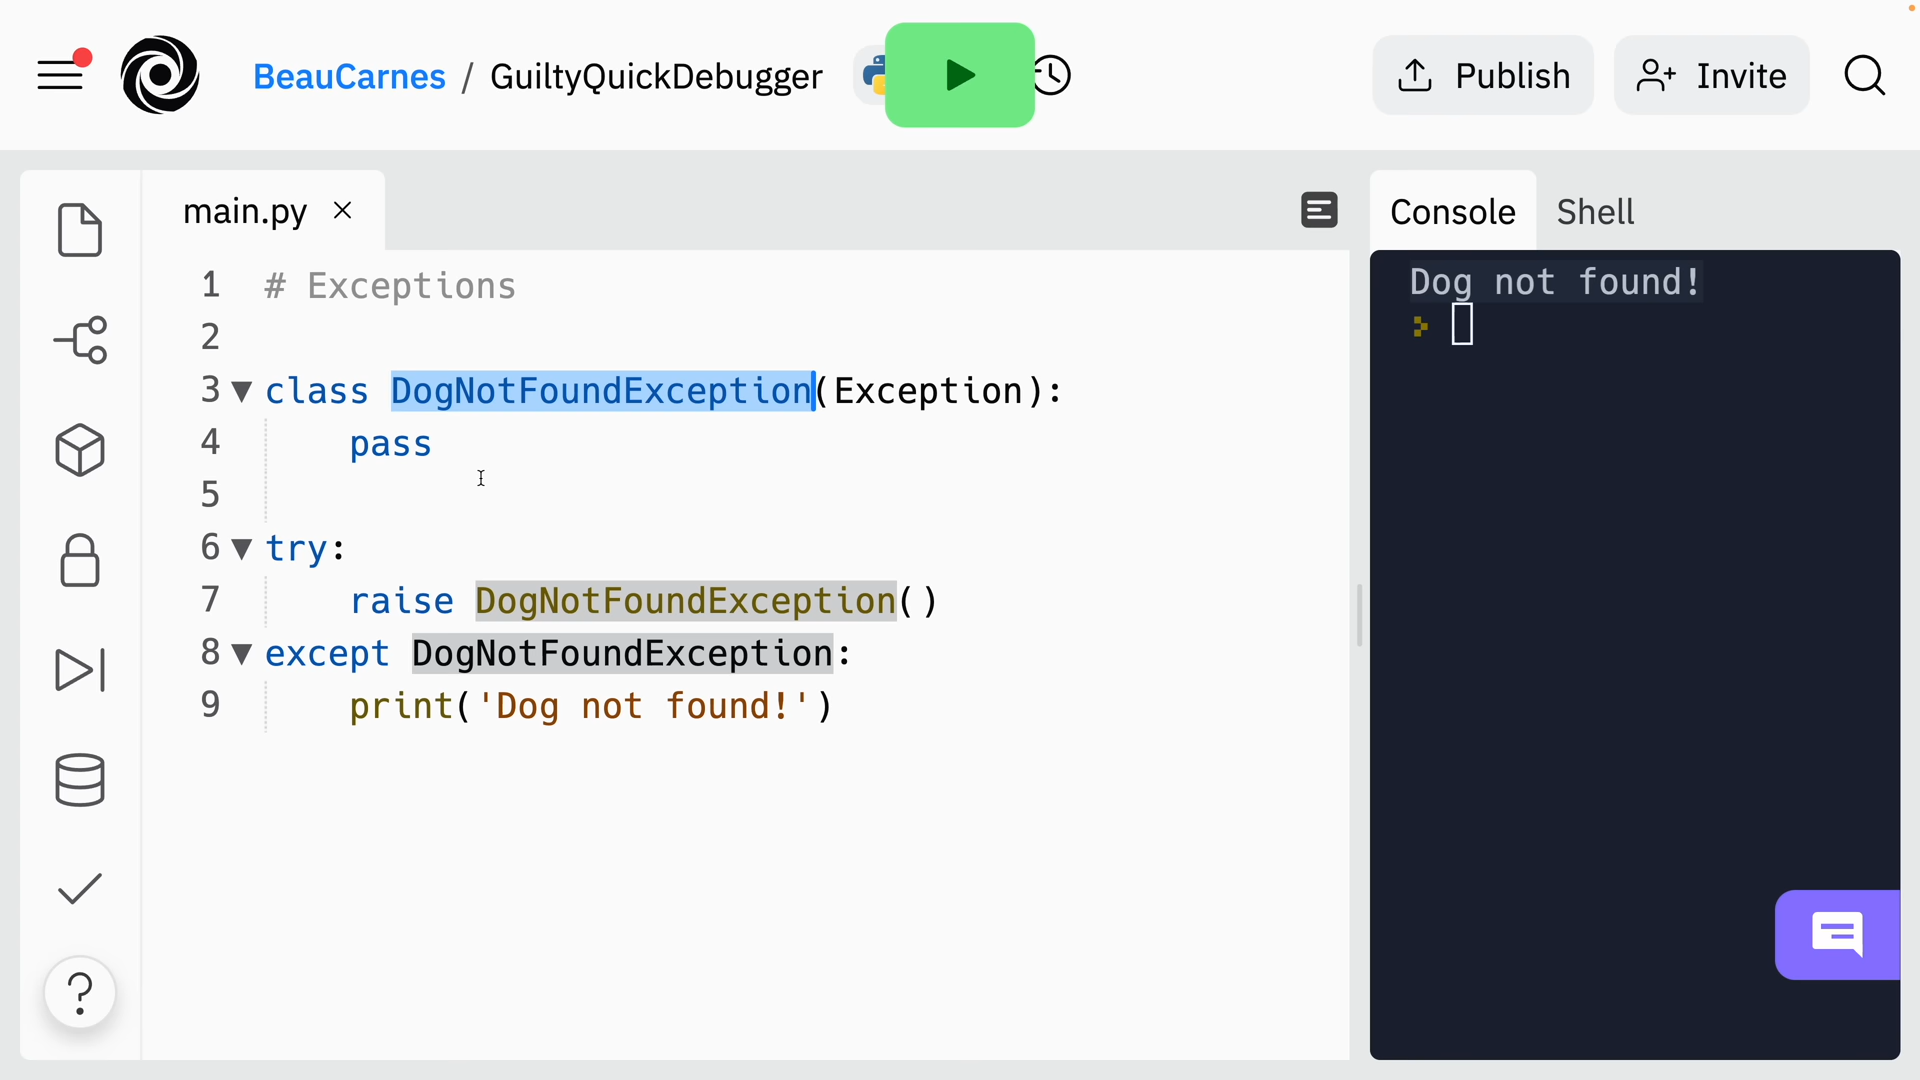 BeauCarnes / GuiltyQuickDebugger
Publish
Invite
main.py
Console
Shell
1 # Exceptions
2
3 class DogNotFoundException(Exception):
4 pass
5
6 try:
7 raise DogNotFoundException()
8 except DogNotFoundException:
9 print('Dog not found!')
Dog not found!